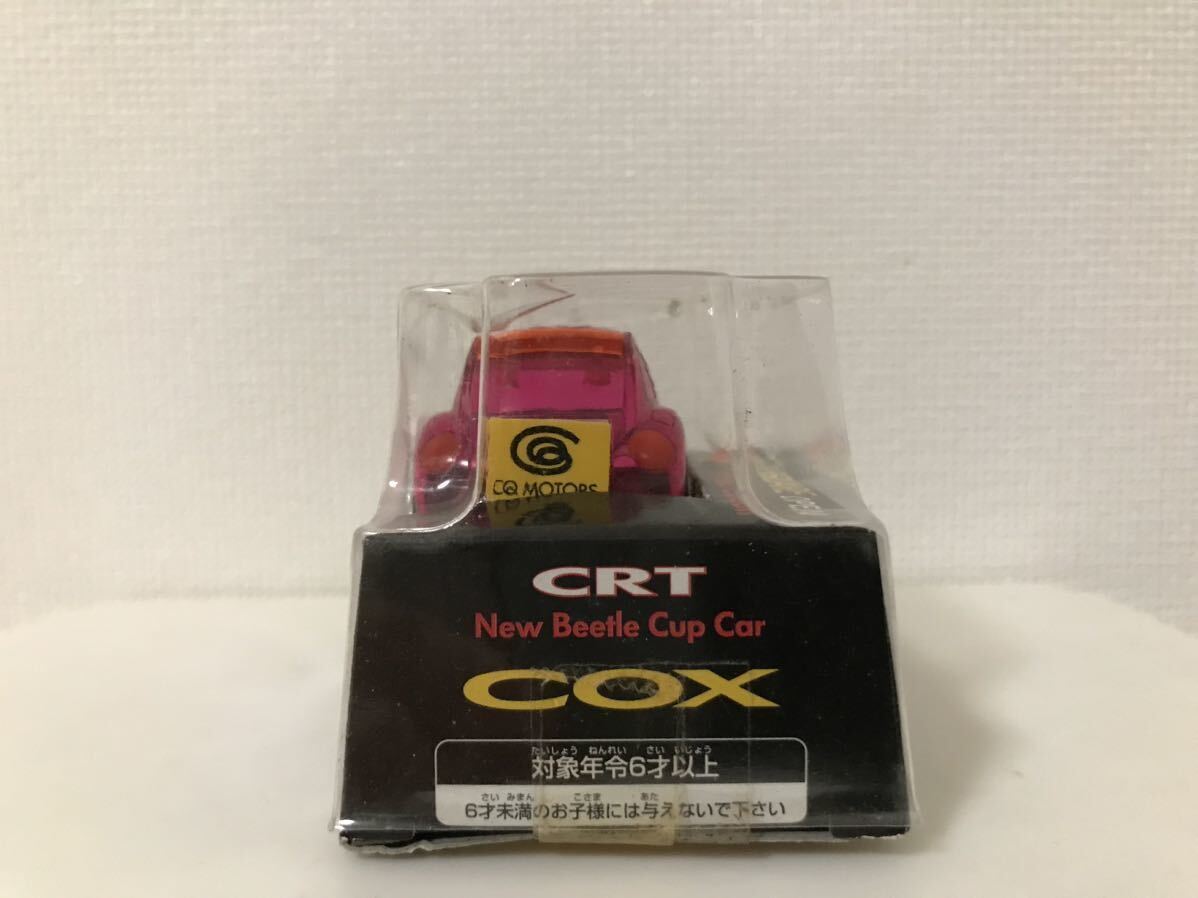 CQ MOTORS
CRT
New Beetle Cup Car
COX
たいしょう ねんれい さい いじょう
対象年令6才以上
さい みまん こさま あた
6才未満のお子様には与えないで下さい